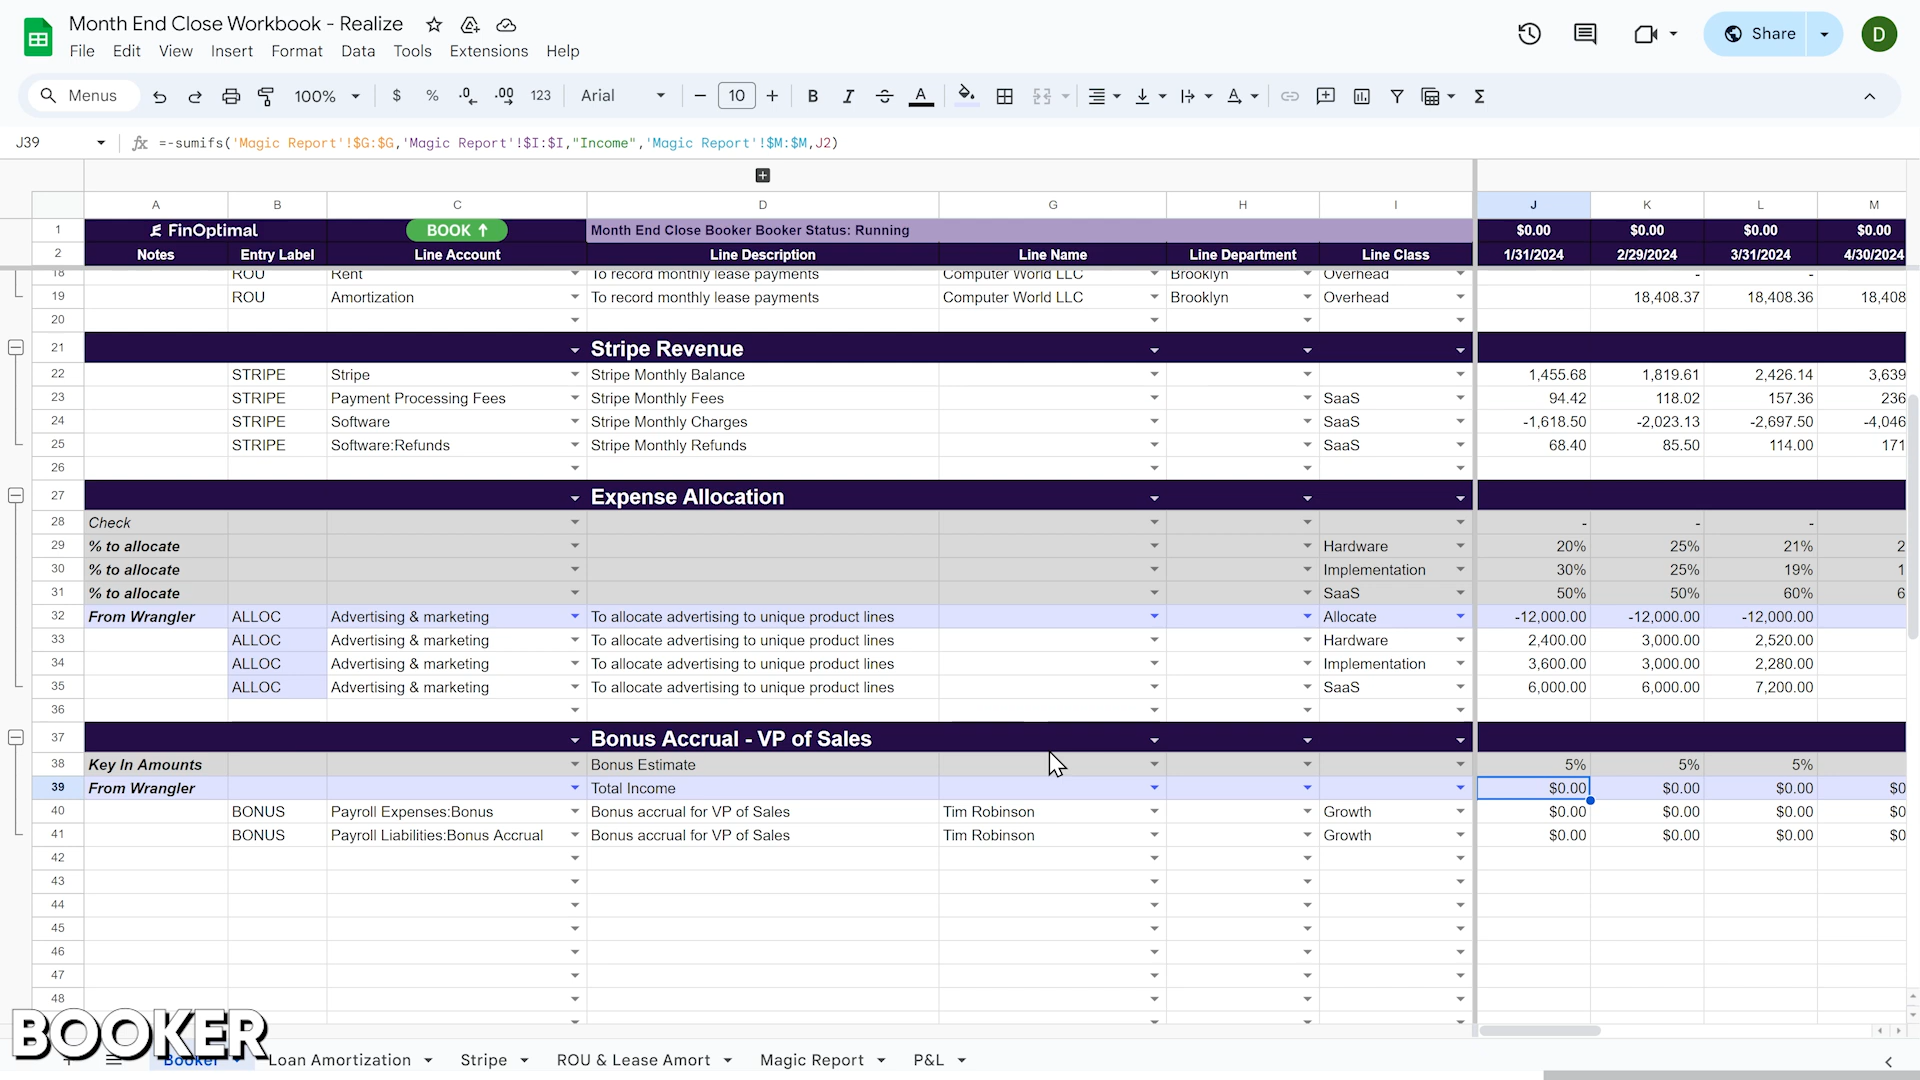 Month End Close Workbook - Realize
Share
D
File Edit View Insert Format Data Tools Extensions Help
Menus 100% $ % .0 .00 123 Arial 10 B I A Σ
J39 fx =-sumifs('Magic Report'!$G:$G,'Magic Report'!$I:$I,"Income",'Magic Report'!$M:$M,J2)
A B C D G H I J K L M
1 FinOptimal BOOK ↑ Month End Close Booker Booker Status: Running $0.00 $0.00 $0.00 $0.00
2 Notes Entry Label Line Account Line Description Line Name Line Department Line Class 1/31/2024 2/29/2024 3/31/2024 4/30/2024
18 ROU Rent To record monthly lease payments Computer World LLC Brooklyn Overhead - -
19 ROU Amortization To record monthly lease payments Computer World LLC Brooklyn Overhead 18,408.37 18,408.36 18,408
20
21 Stripe Revenue
22 STRIPE Stripe Stripe Monthly Balance 1,455.68 1,819.61 2,426.14 3,639
23 STRIPE Payment Processing Fees Stripe Monthly Fees SaaS 94.42 118.02 157.36 236
24 STRIPE Software Stripe Monthly Charges SaaS -1,618.50 -2,023.13 -2,697.50 -4,046
25 STRIPE Software:Refunds Stripe Monthly Refunds SaaS 68.40 85.50 114.00 171
26
27 Expense Allocation
28 Check - - -
29 % to allocate Hardware 20% 25% 21% 2
30 % to allocate Implementation 30% 25% 19% 1
31 % to allocate SaaS 50% 50% 60% 6
32 From Wrangler ALLOC Advertising & marketing To allocate advertising to unique product lines Allocate -12,000.00 -12,000.00 -12,000.00
33 ALLOC Advertising & marketing To allocate advertising to unique product lines Hardware 2,400.00 3,000.00 2,520.00
34 ALLOC Advertising & marketing To allocate advertising to unique product lines Implementation 3,600.00 3,000.00 2,280.00
35 ALLOC Advertising & marketing To allocate advertising to unique product lines SaaS 6,000.00 6,000.00 7,200.00
36
37 Bonus Accrual - VP of Sales
38 Key In Amounts Bonus Estimate 5% 5% 5%
39 From Wrangler Total Income $0.00 $0.00 $0.00 $0
40 BONUS Payroll Expenses:Bonus Bonus accrual for VP of Sales Tim Robinson Growth $0.00 $0.00 $0.00 $0
41 BONUS Payroll Liabilities:Bonus Accrual Bonus accrual for VP of Sales Tim Robinson Growth $0.00 $0.00 $0.00 $0
42
43
44
45
46
47
48
BOOKER
Booker Loan Amortization Stripe ROU & Lease Amort Magic Report P&L